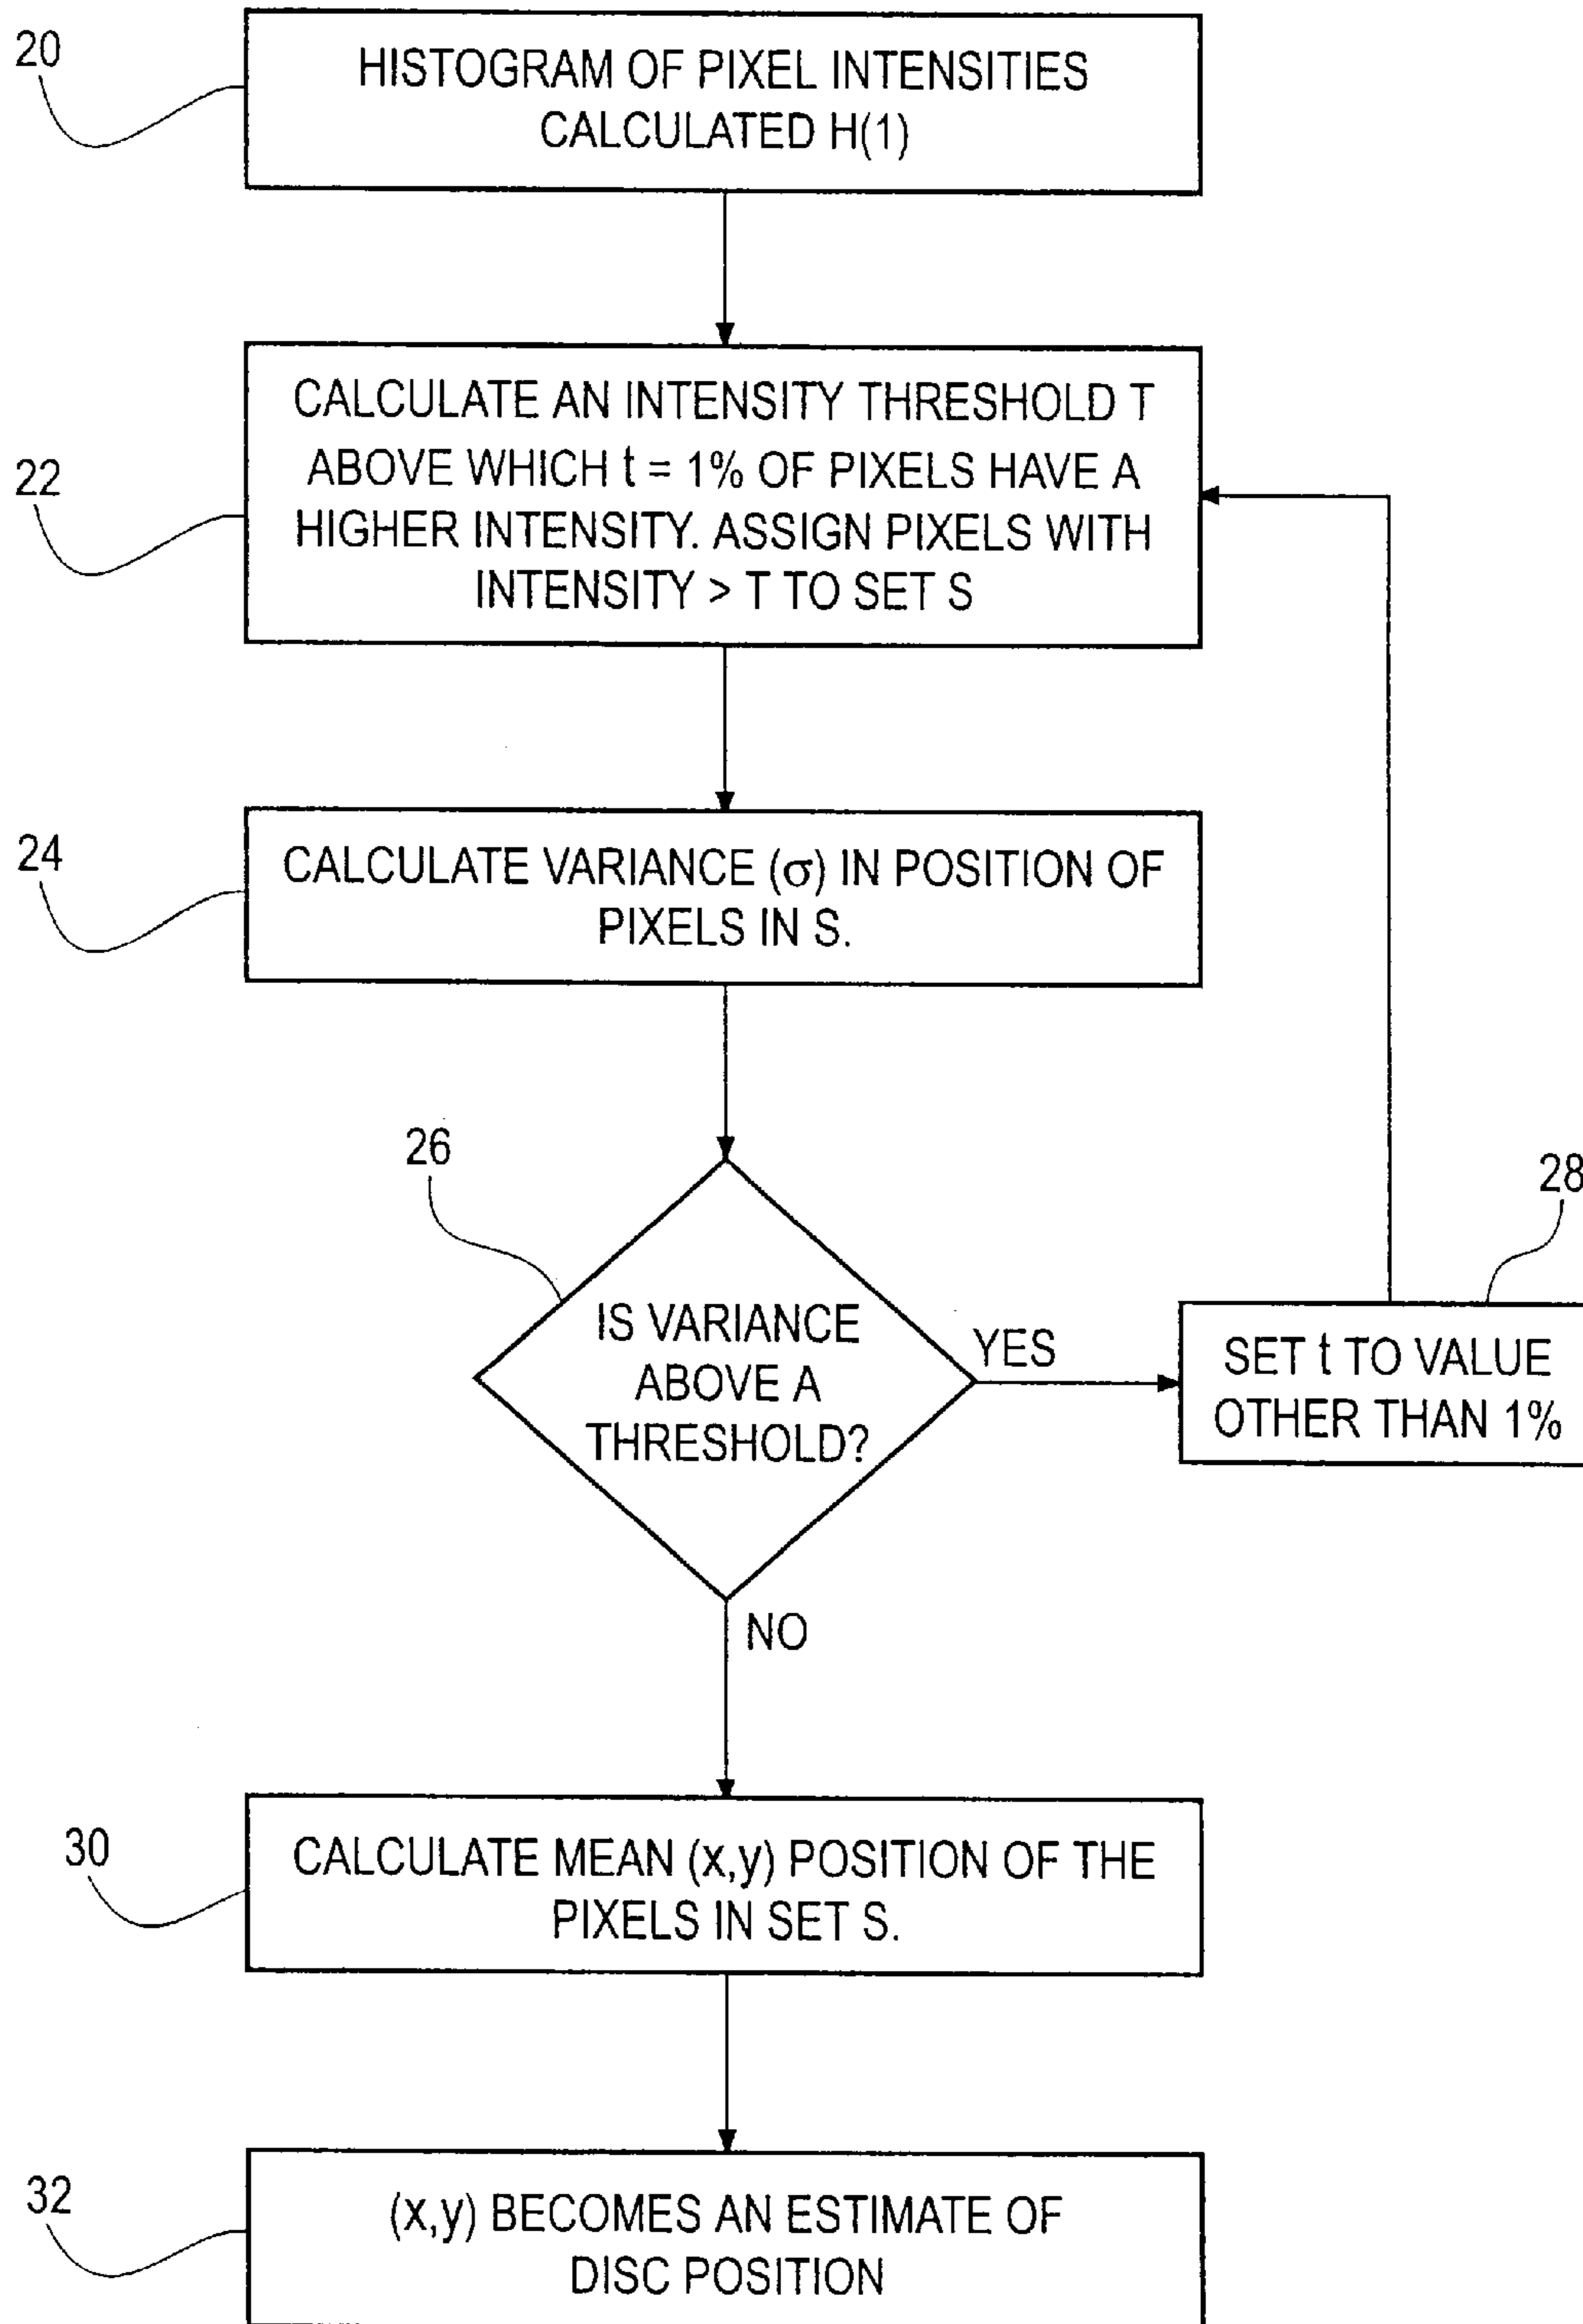 20
HISTOGRAM OF PIXEL INTENSITIES
CALCULATED H(1)
22
CALCULATE AN INTENSITY THRESHOLD T
ABOVE WHICH t = 1% OF PIXELS HAVE A
HIGHER INTENSITY. ASSIGN PIXELS WITH
INTENSITY > T TO SET S
24
CALCULATE VARIANCE (σ) IN POSITION OF
PIXELS IN S.
26
IS VARIANCE
ABOVE A
THRESHOLD?
YES
28
SET t TO VALUE
OTHER THAN 1%
NO
30
CALCULATE MEAN (x,y) POSITION OF THE
PIXELS IN SET S.
32
(x,y) BECOMES AN ESTIMATE OF
DISC POSITION